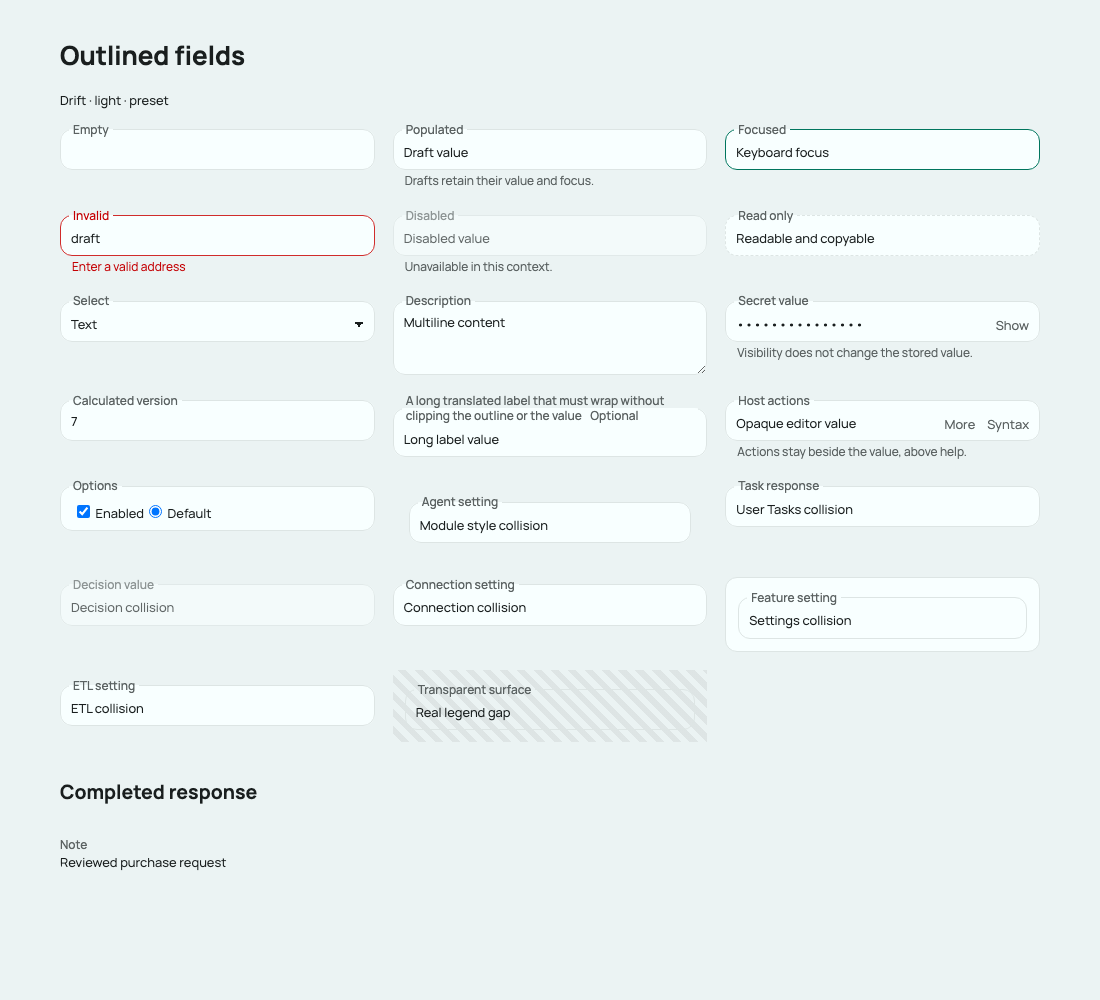 Outlined fields
Drift · light · preset
Empty
Populated
Draft value
Drafts retain their value and focus.
Focused
Keyboard focus
Invalid
draft
Enter a valid address
Disabled
Disabled value
Unavailable in this context.
Read only
Readable and copyable
Select
Text
Description
Multiline content
Secret value
•••••••••••••••
Show
Visibility does not change the stored value.
Calculated version
7
A long translated label that must wrap without
clipping the outline or the value Optional
Long label value
Host actions
Opaque editor value
More Syntax
Actions stay beside the value, above help.
Options
Enabled Default
Agent setting
Module style collision
Task response
User Tasks collision
Decision value
Decision collision
Connection setting
Connection collision
Feature setting
Settings collision
ETL setting
ETL collision
Transparent surface
Real legend gap
Completed response
Note
Reviewed purchase request